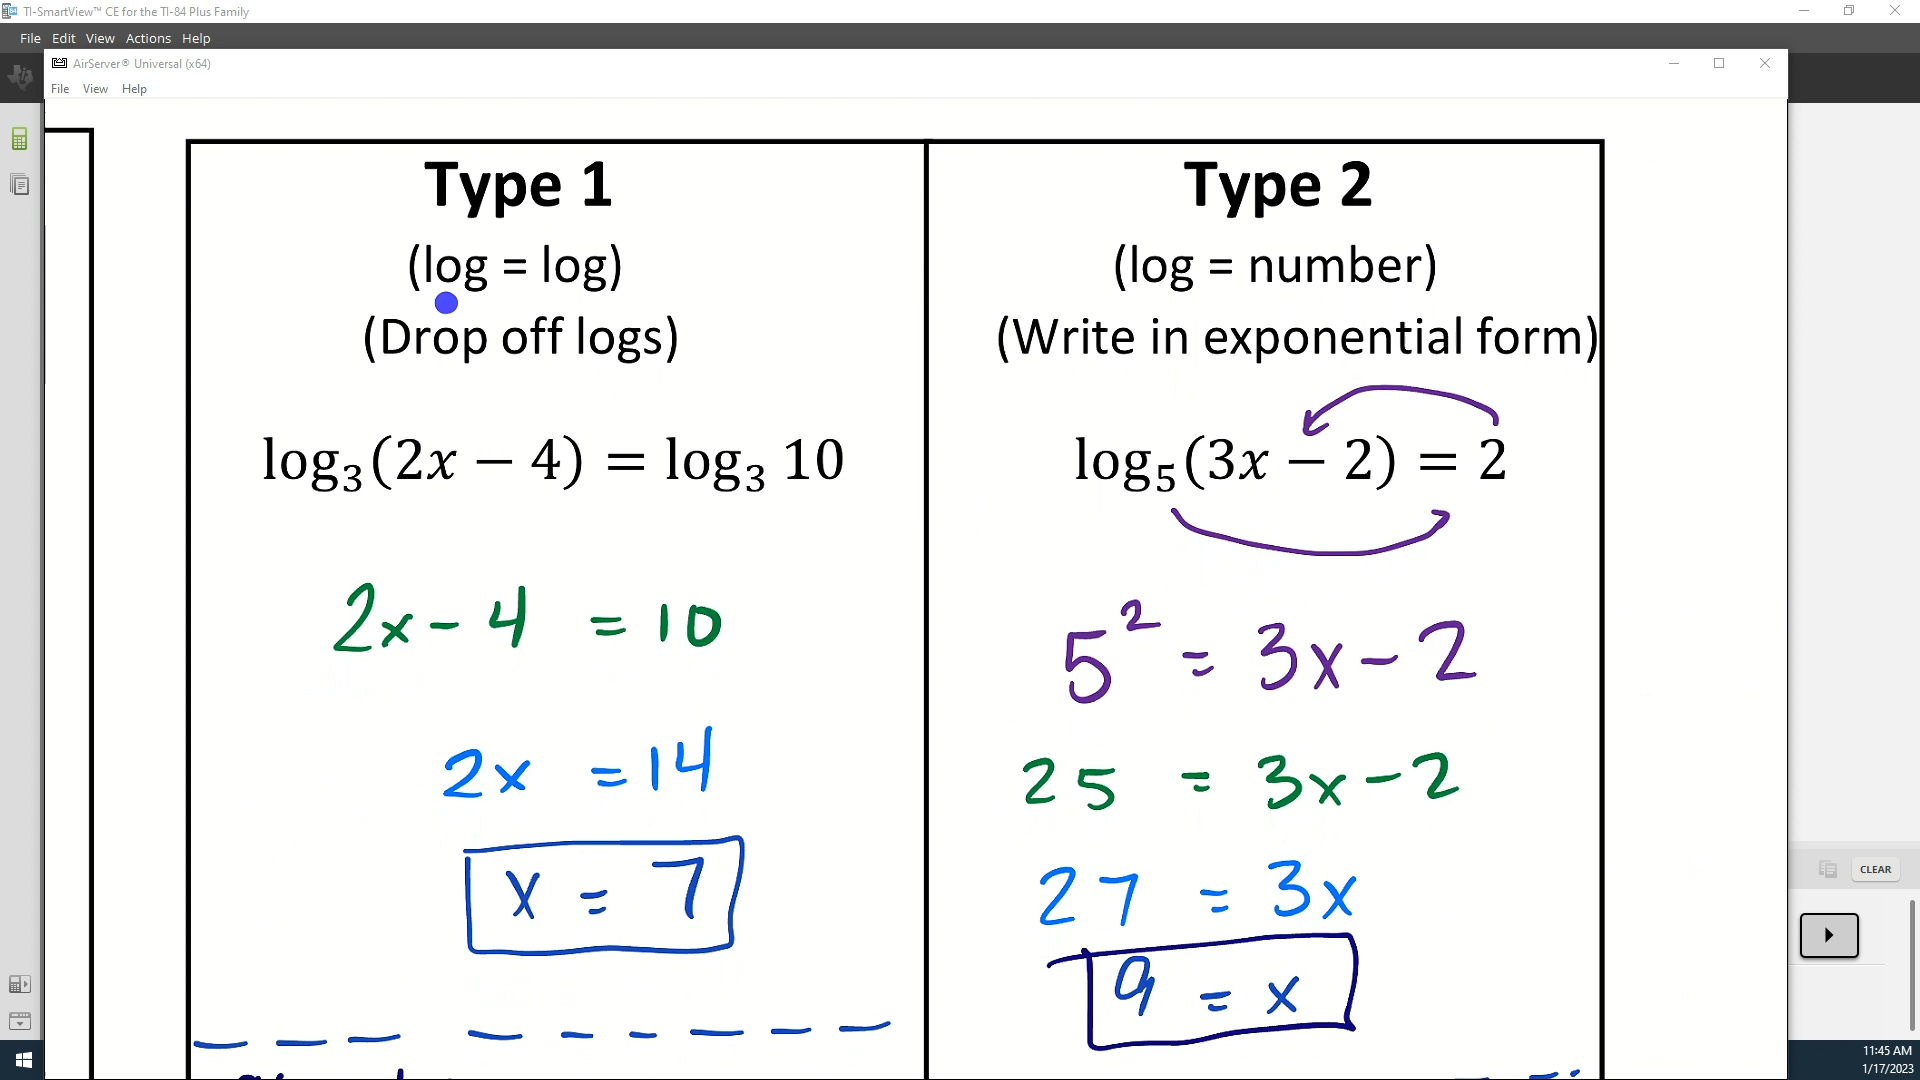 TI-SmartView™ CE for the TI-84 Plus Family
File Edit View Actions Help
AirServer® Universal (x64)
File View Help
Type 1
(log = log)
(Drop off logs)
log₃(2x − 4) = log₃ 10
2x - 4 = 10
2x = 14
x = 7
Type 2
(log = number)
(Write in exponential form)
log₅(3x − 2) = 2
5² = 3x - 2
25 = 3x - 2
27 = 3x
9 = x
CLEAR
11:45 AM
1/17/2023